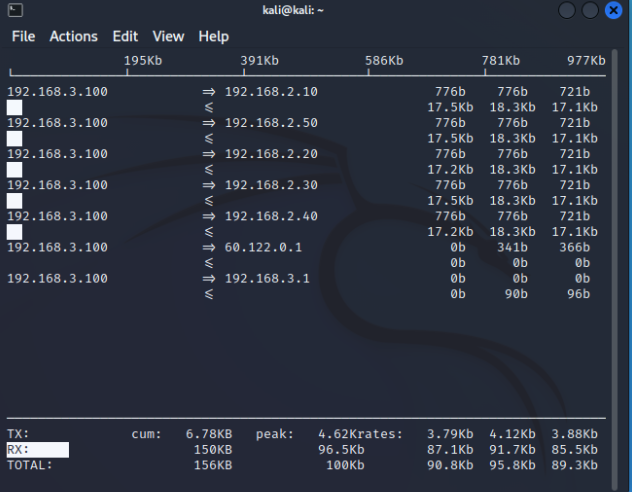 kali@kali: ~
File Actions Edit View Help
195Kb 391Kb 586Kb 781Kb 977Kb
192.168.3.100 => 192.168.2.10 776b 776b 721b
<= 17.5Kb 18.3Kb 17.1Kb
192.168.3.100 => 192.168.2.50 776b 776b 721b
<= 17.5Kb 18.3Kb 17.1Kb
192.168.3.100 => 192.168.2.20 776b 776b 721b
<= 17.2Kb 18.3Kb 17.1Kb
192.168.3.100 => 192.168.2.30 776b 776b 721b
<= 17.5Kb 18.3Kb 17.1Kb
192.168.3.100 => 192.168.2.40 776b 776b 721b
<= 17.2Kb 18.3Kb 17.1Kb
192.168.3.100 => 60.122.0.1 0b 341b 366b
<= 0b 0b 0b
192.168.3.100 => 192.168.3.1 0b 0b 0b
<= 0b 90b 96b
TX: cum: 6.78KB peak: 4.62Krates: 3.79Kb 4.12Kb 3.88Kb
RX: 150KB 96.5Kb 87.1Kb 91.7Kb 85.5Kb
TOTAL: 156KB 100Kb 90.8Kb 95.8Kb 89.3Kb